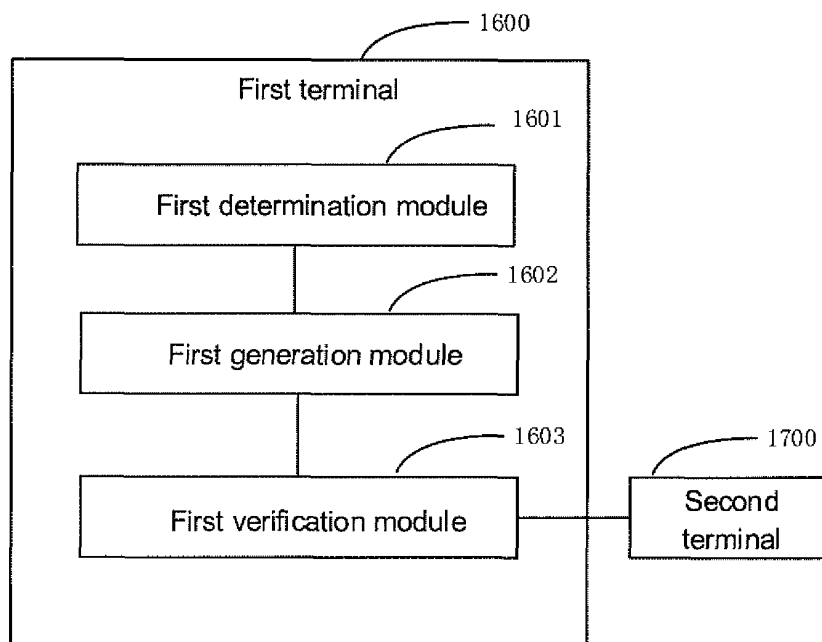 1600
First terminal
1601
First determination module
1602
First generation module
1603
First verification module
1700
Second
terminal